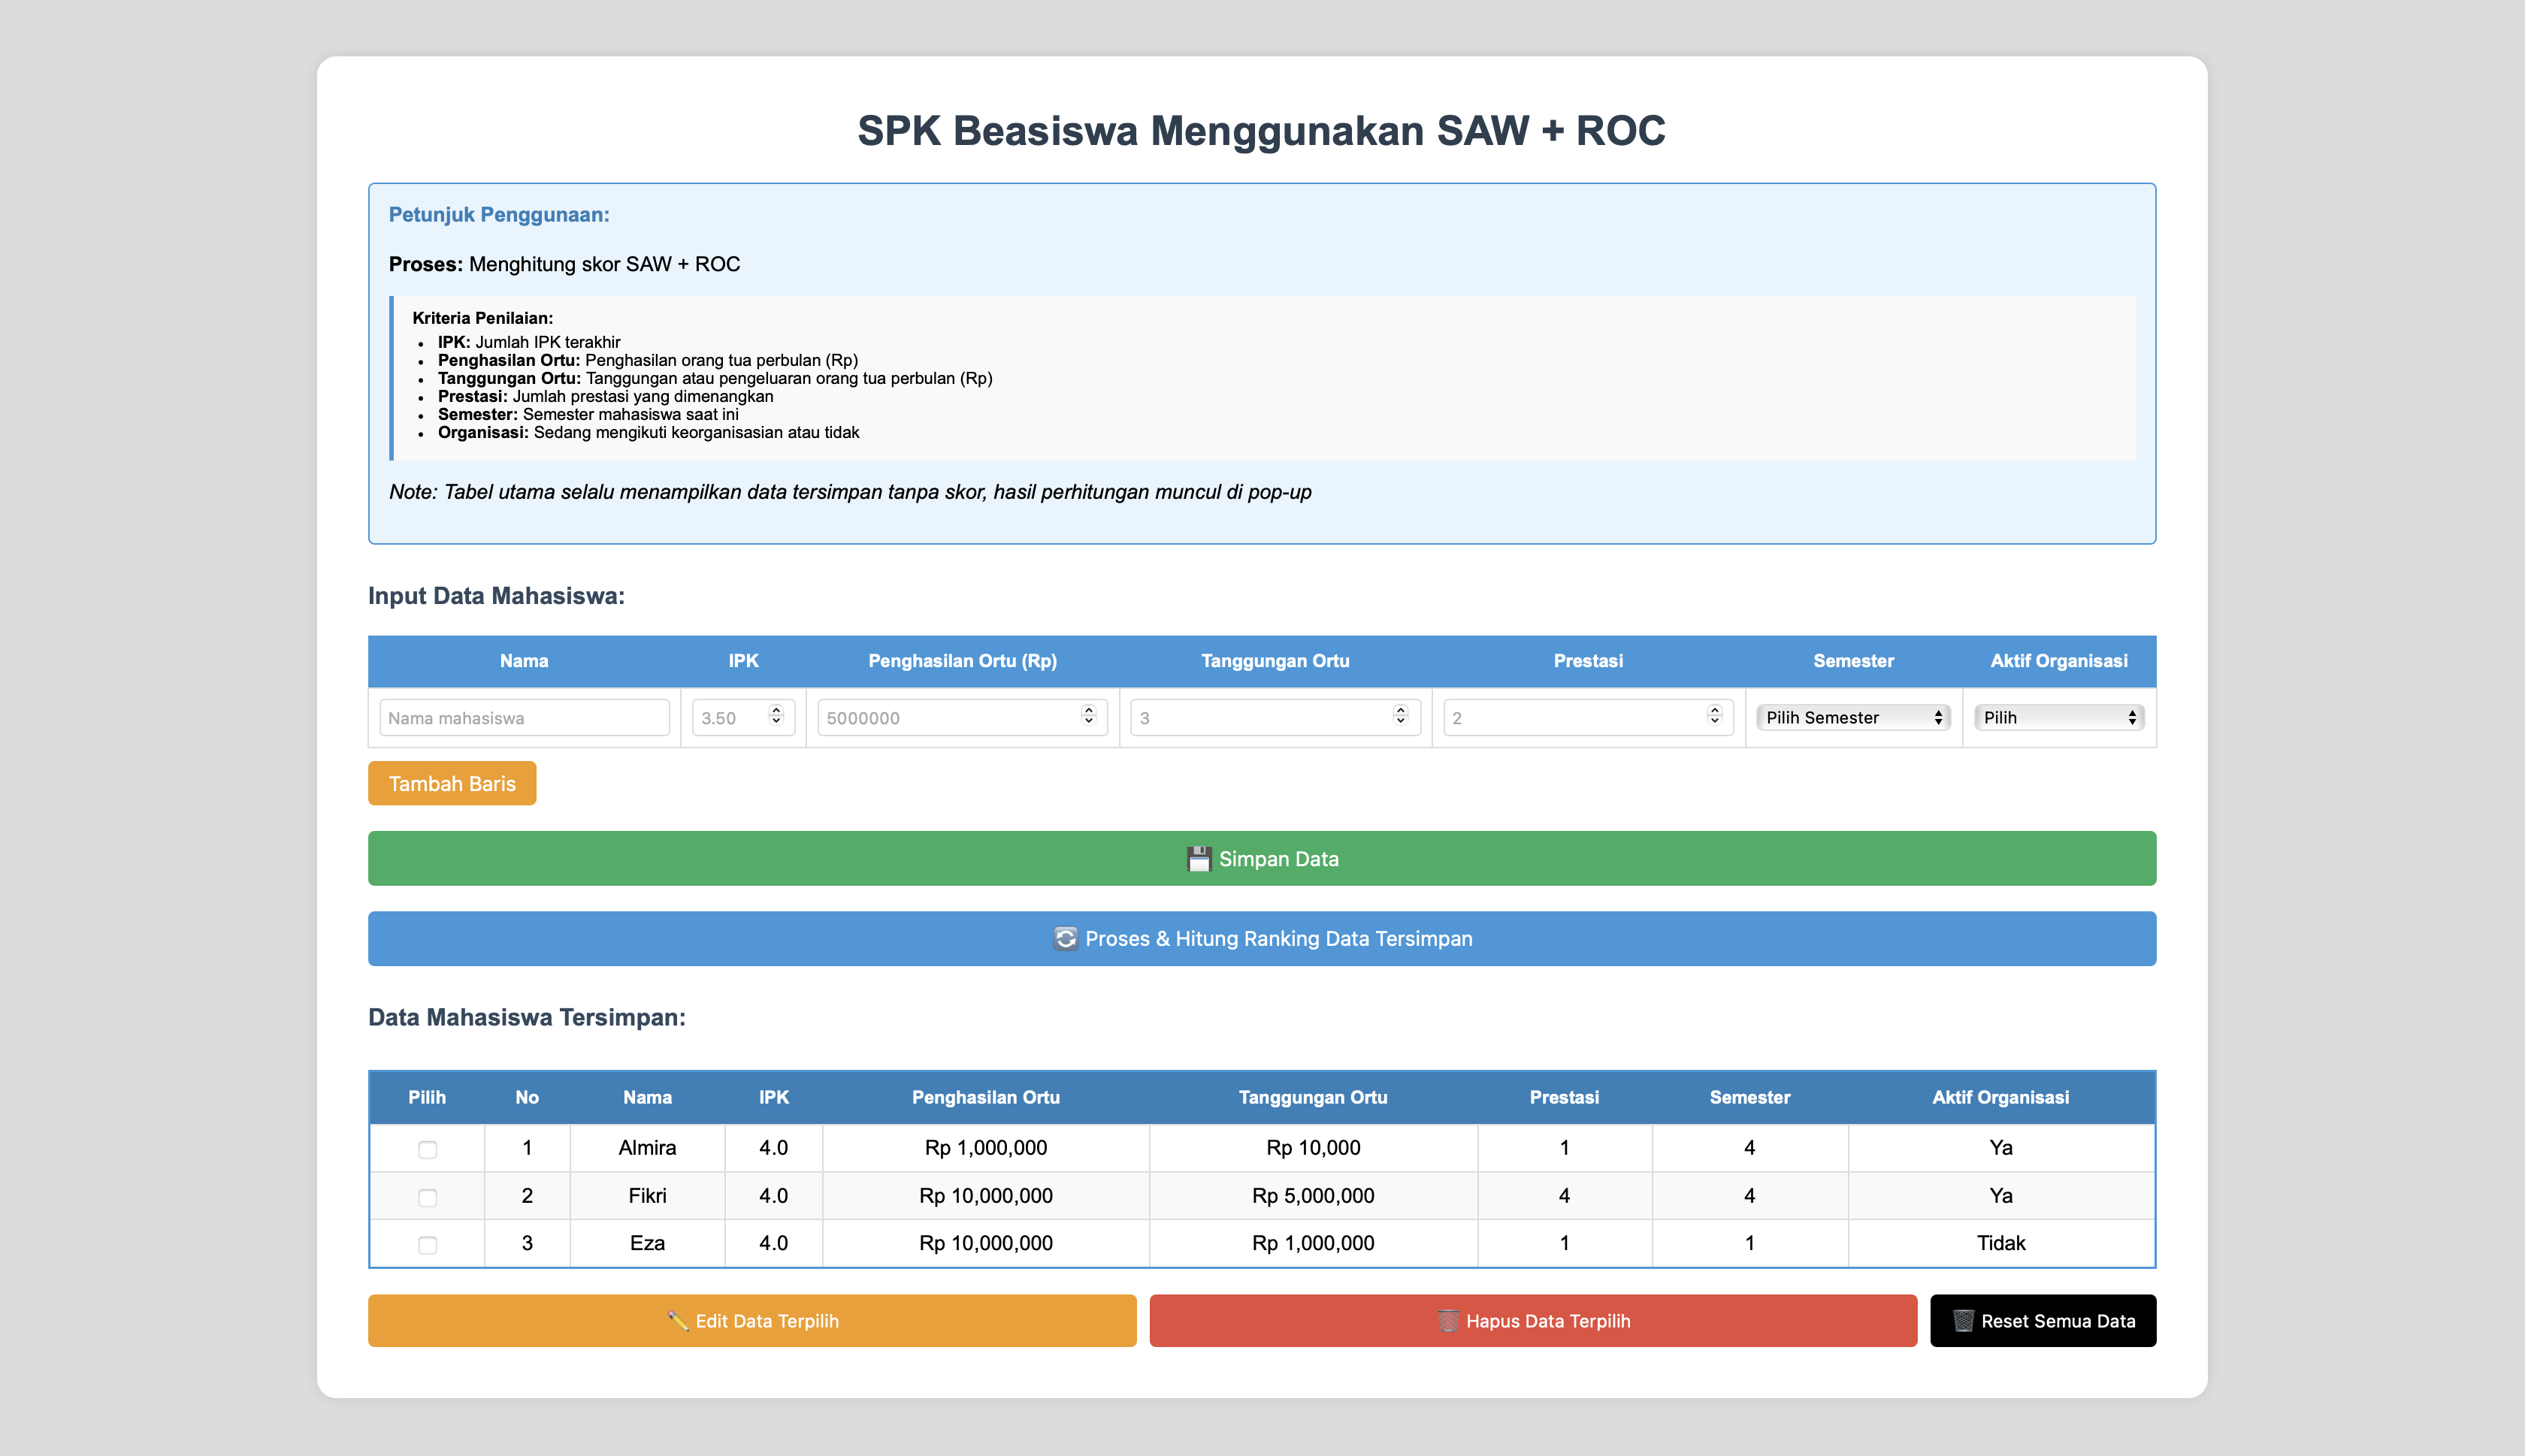 SPK Beasiswa Menggunakan SAW + ROC
Petunjuk Penggunaan:
Proses: Menghitung skor SAW + ROC
Kriteria Penilaian:
• IPK: Jumlah IPK terakhir
• Penghasilan Ortu: Penghasilan orang tua perbulan (Rp)
• Tanggungan Ortu: Tanggungan atau pengeluaran orang tua perbulan (Rp)
• Prestasi: Jumlah prestasi yang dimenangkan
• Semester: Semester mahasiswa saat ini
• Organisasi: Sedang mengikuti keorganisasian atau tidak
Note: Tabel utama selalu menampilkan data tersimpan tanpa skor, hasil perhitungan muncul di pop-up
Input Data Mahasiswa:
Nama IPK Penghasilan Ortu (Rp) Tanggungan Ortu Prestasi Semester Aktif Organisasi
Nama mahasiswa 3.50 5000000 3 2 Pilih Semester Pilih
Tambah Baris
💾 Simpan Data
🔄 Proses & Hitung Ranking Data Tersimpan
Data Mahasiswa Tersimpan:
Pilih No Nama IPK Penghasilan Ortu Tanggungan Ortu Prestasi Semester Aktif Organisasi
1 Almira 4.0 Rp 1,000,000 Rp 10,000 1 4 Ya
2 Fikri 4.0 Rp 10,000,000 Rp 5,000,000 4 4 Ya
3 Eza 4.0 Rp 10,000,000 Rp 1,000,000 1 1 Tidak
✏️ Edit Data Terpilih 🗑️ Hapus Data Terpilih 🗑️ Reset Semua Data